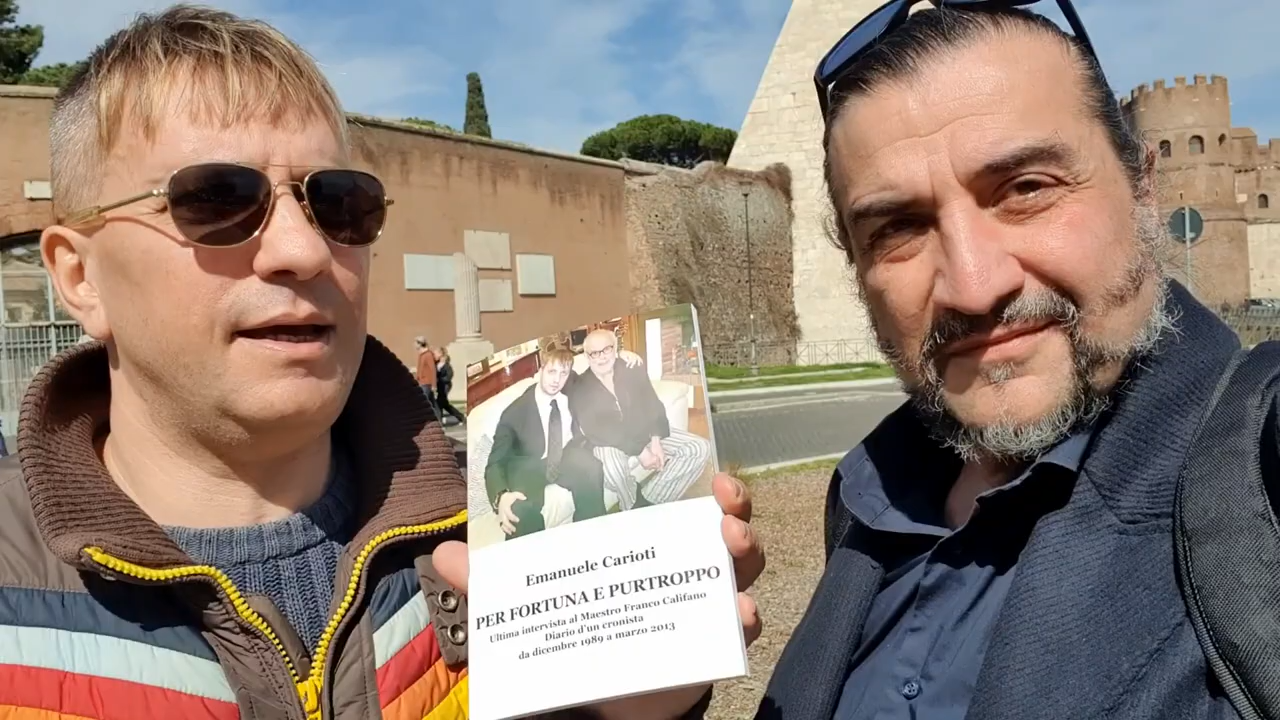 Emanuele Carioti
PER FORTUNA E PURTROPPO
Ultima intervista al Maestro Franco Califano
Diario d'un cronista
da dicembre 1989 a marzo 2013